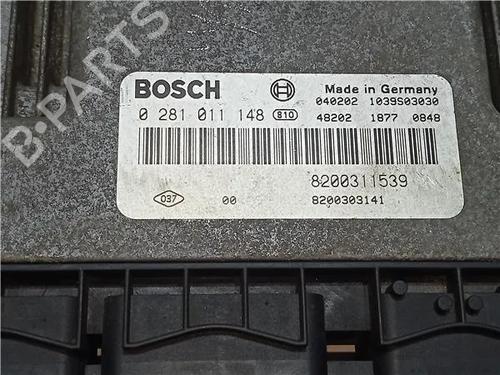 B-PARTS
BOSCH Made in Germany
040202 1039S03030
0 281 011 148 810 48202 1877 0848
8200311539
037 00 8200303141